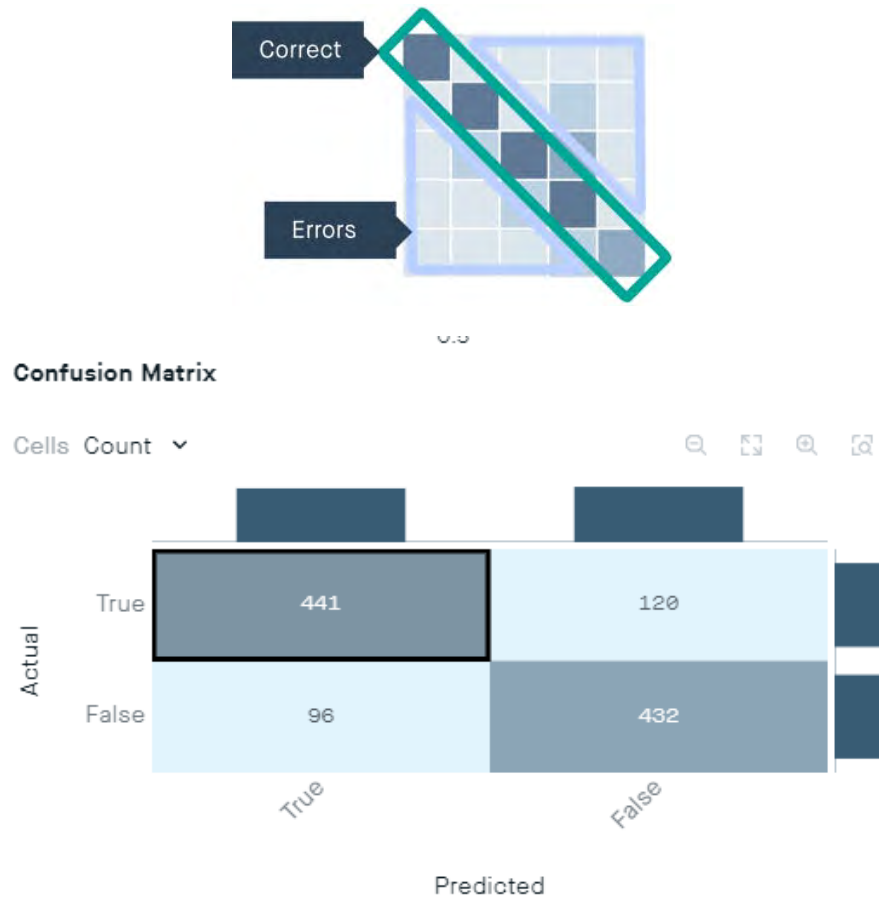 Correct
Errors
Confusion Matrix
Cells Count
True 441 120
Actual
False 96 432
True False
Predicted